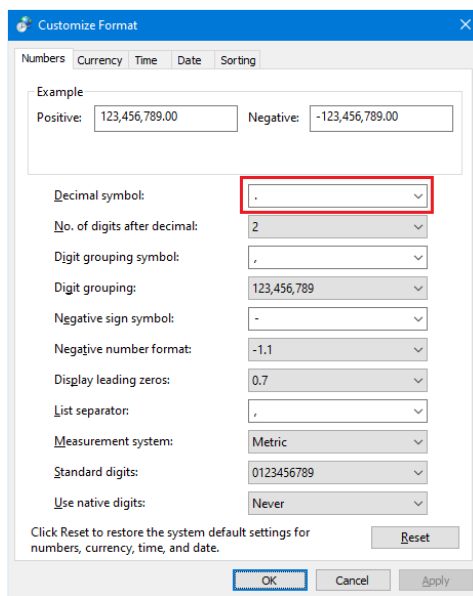 Customize Format
Numbers Currency Time Date Sorting
Example
Positive: 123,456,789.00 Negative: -123,456,789.00
Decimal symbol: .
No. of digits after decimal: 2
Digit grouping symbol: ,
Digit grouping: 123,456,789
Negative sign symbol: -
Negative number format: -1.1
Display leading zeros: 0.7
List separator: ,
Measurement system: Metric
Standard digits: 0123456789
Use native digits: Never
Click Reset to restore the system default settings for
numbers, currency, time, and date.
Reset
OK Cancel Apply